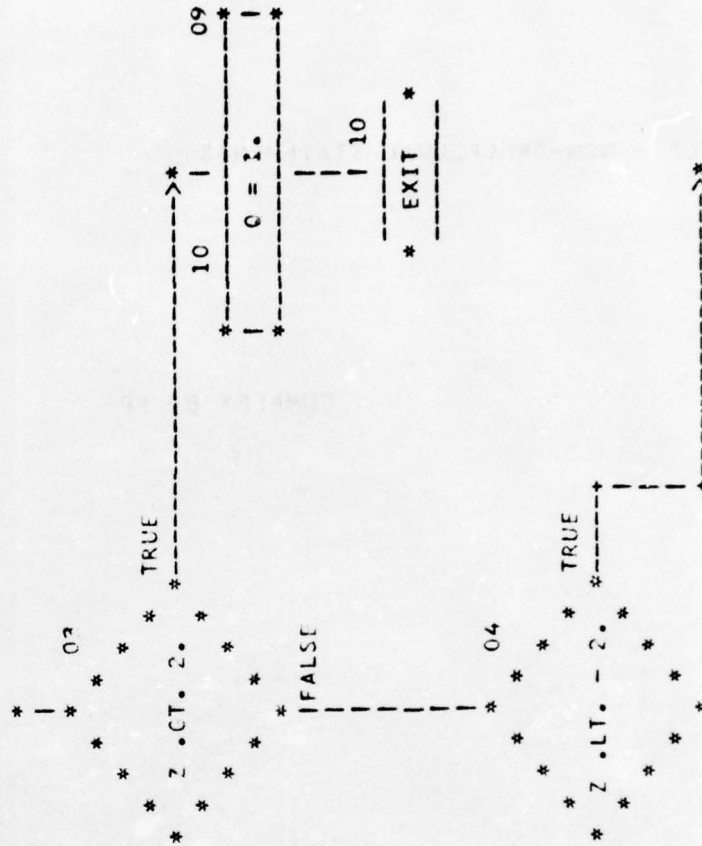 09
10
Q = 1.
TRUE
03
10
Z .GT. 2.
EXIT
FALSE
04
TRUE
Z .LT. - 2.